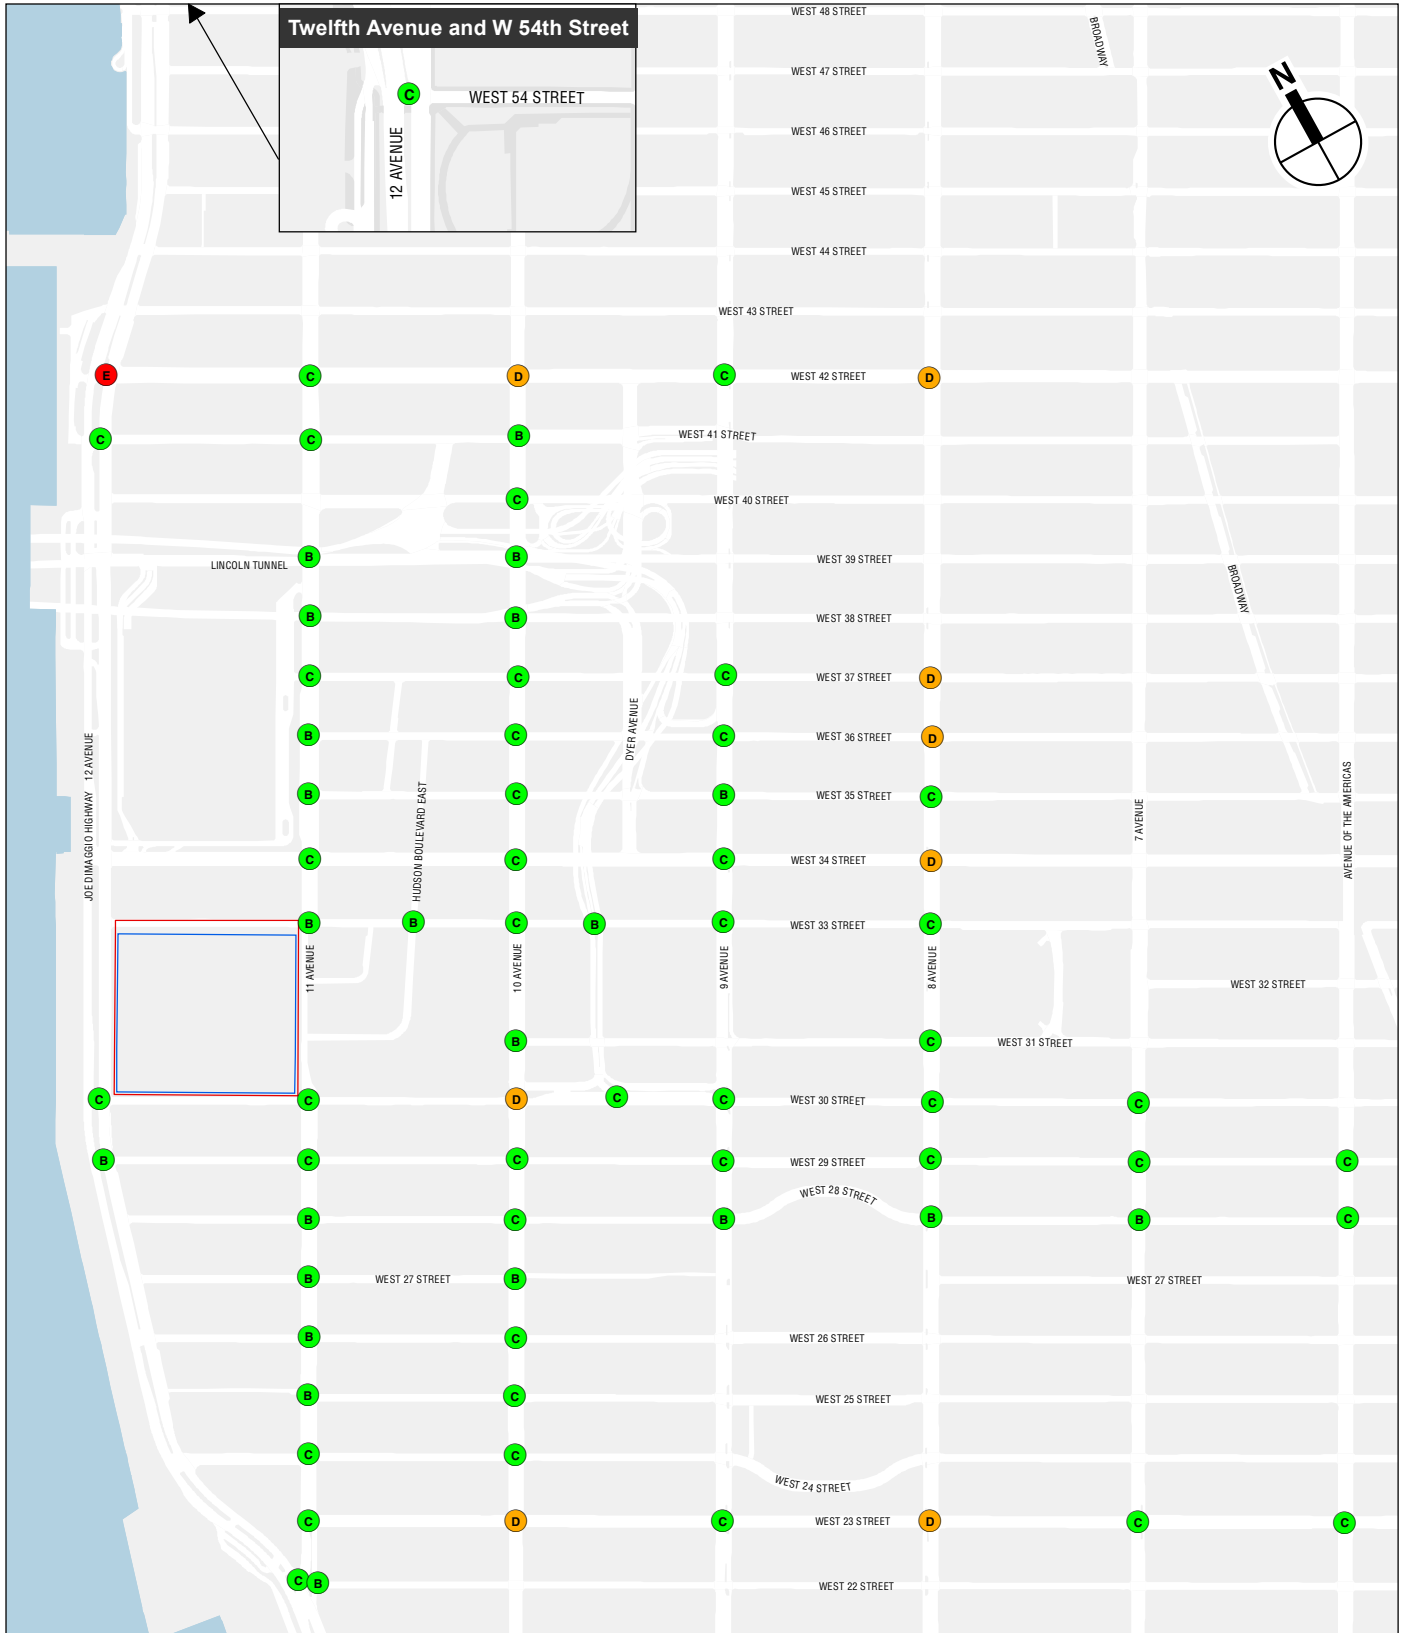 WEST 48 STREET
Twelfth Avenue and W 54th Street
BROADWAY
WEST 47 STREET
N
C
WEST 54 STREET
12 AVENUE
WEST 46 STREET
WEST 45 STREET
WEST 44 STREET
WEST 43 STREET
E
C
D
C
WEST 42 STREET
D
C
C
B
WEST 41 STREET
C
WEST 40 STREET
B
B
LINCOLN TUNNEL
WEST 39 STREET
BROADWAY
B
B
WEST 38 STREET
C
C
C
WEST 37 STREET
D
DYER AVENUE
B
C
C
WEST 36 STREET
D
JOE DIMAGGIO HIGHWAY 12 AVENUE
HUDSON BOULEVARD EAST
B
C
B
WEST 35 STREET
C
7 AVENUE
AVENUE OF THE AMERICAS
C
C
C
WEST 34 STREET
D
B
B
C
B
C
WEST 33 STREET
C
11 AVENUE
10 AVENUE
9 AVENUE
8 AVENUE
WEST 32 STREET
B
C
WEST 31 STREET
C
C
D
C
C
WEST 30 STREET
C
C
B
C
C
C
WEST 29 STREET
C
C
C
WEST 28 STREET
B
C
B
B
B
C
B
WEST 27 STREET
B
WEST 27 STREET
B
C
WEST 26 STREET
B
C
WEST 25 STREET
C
C
WEST 24 STREET
C
D
C
WEST 23 STREET
D
C
C
C
B
WEST 22 STREET